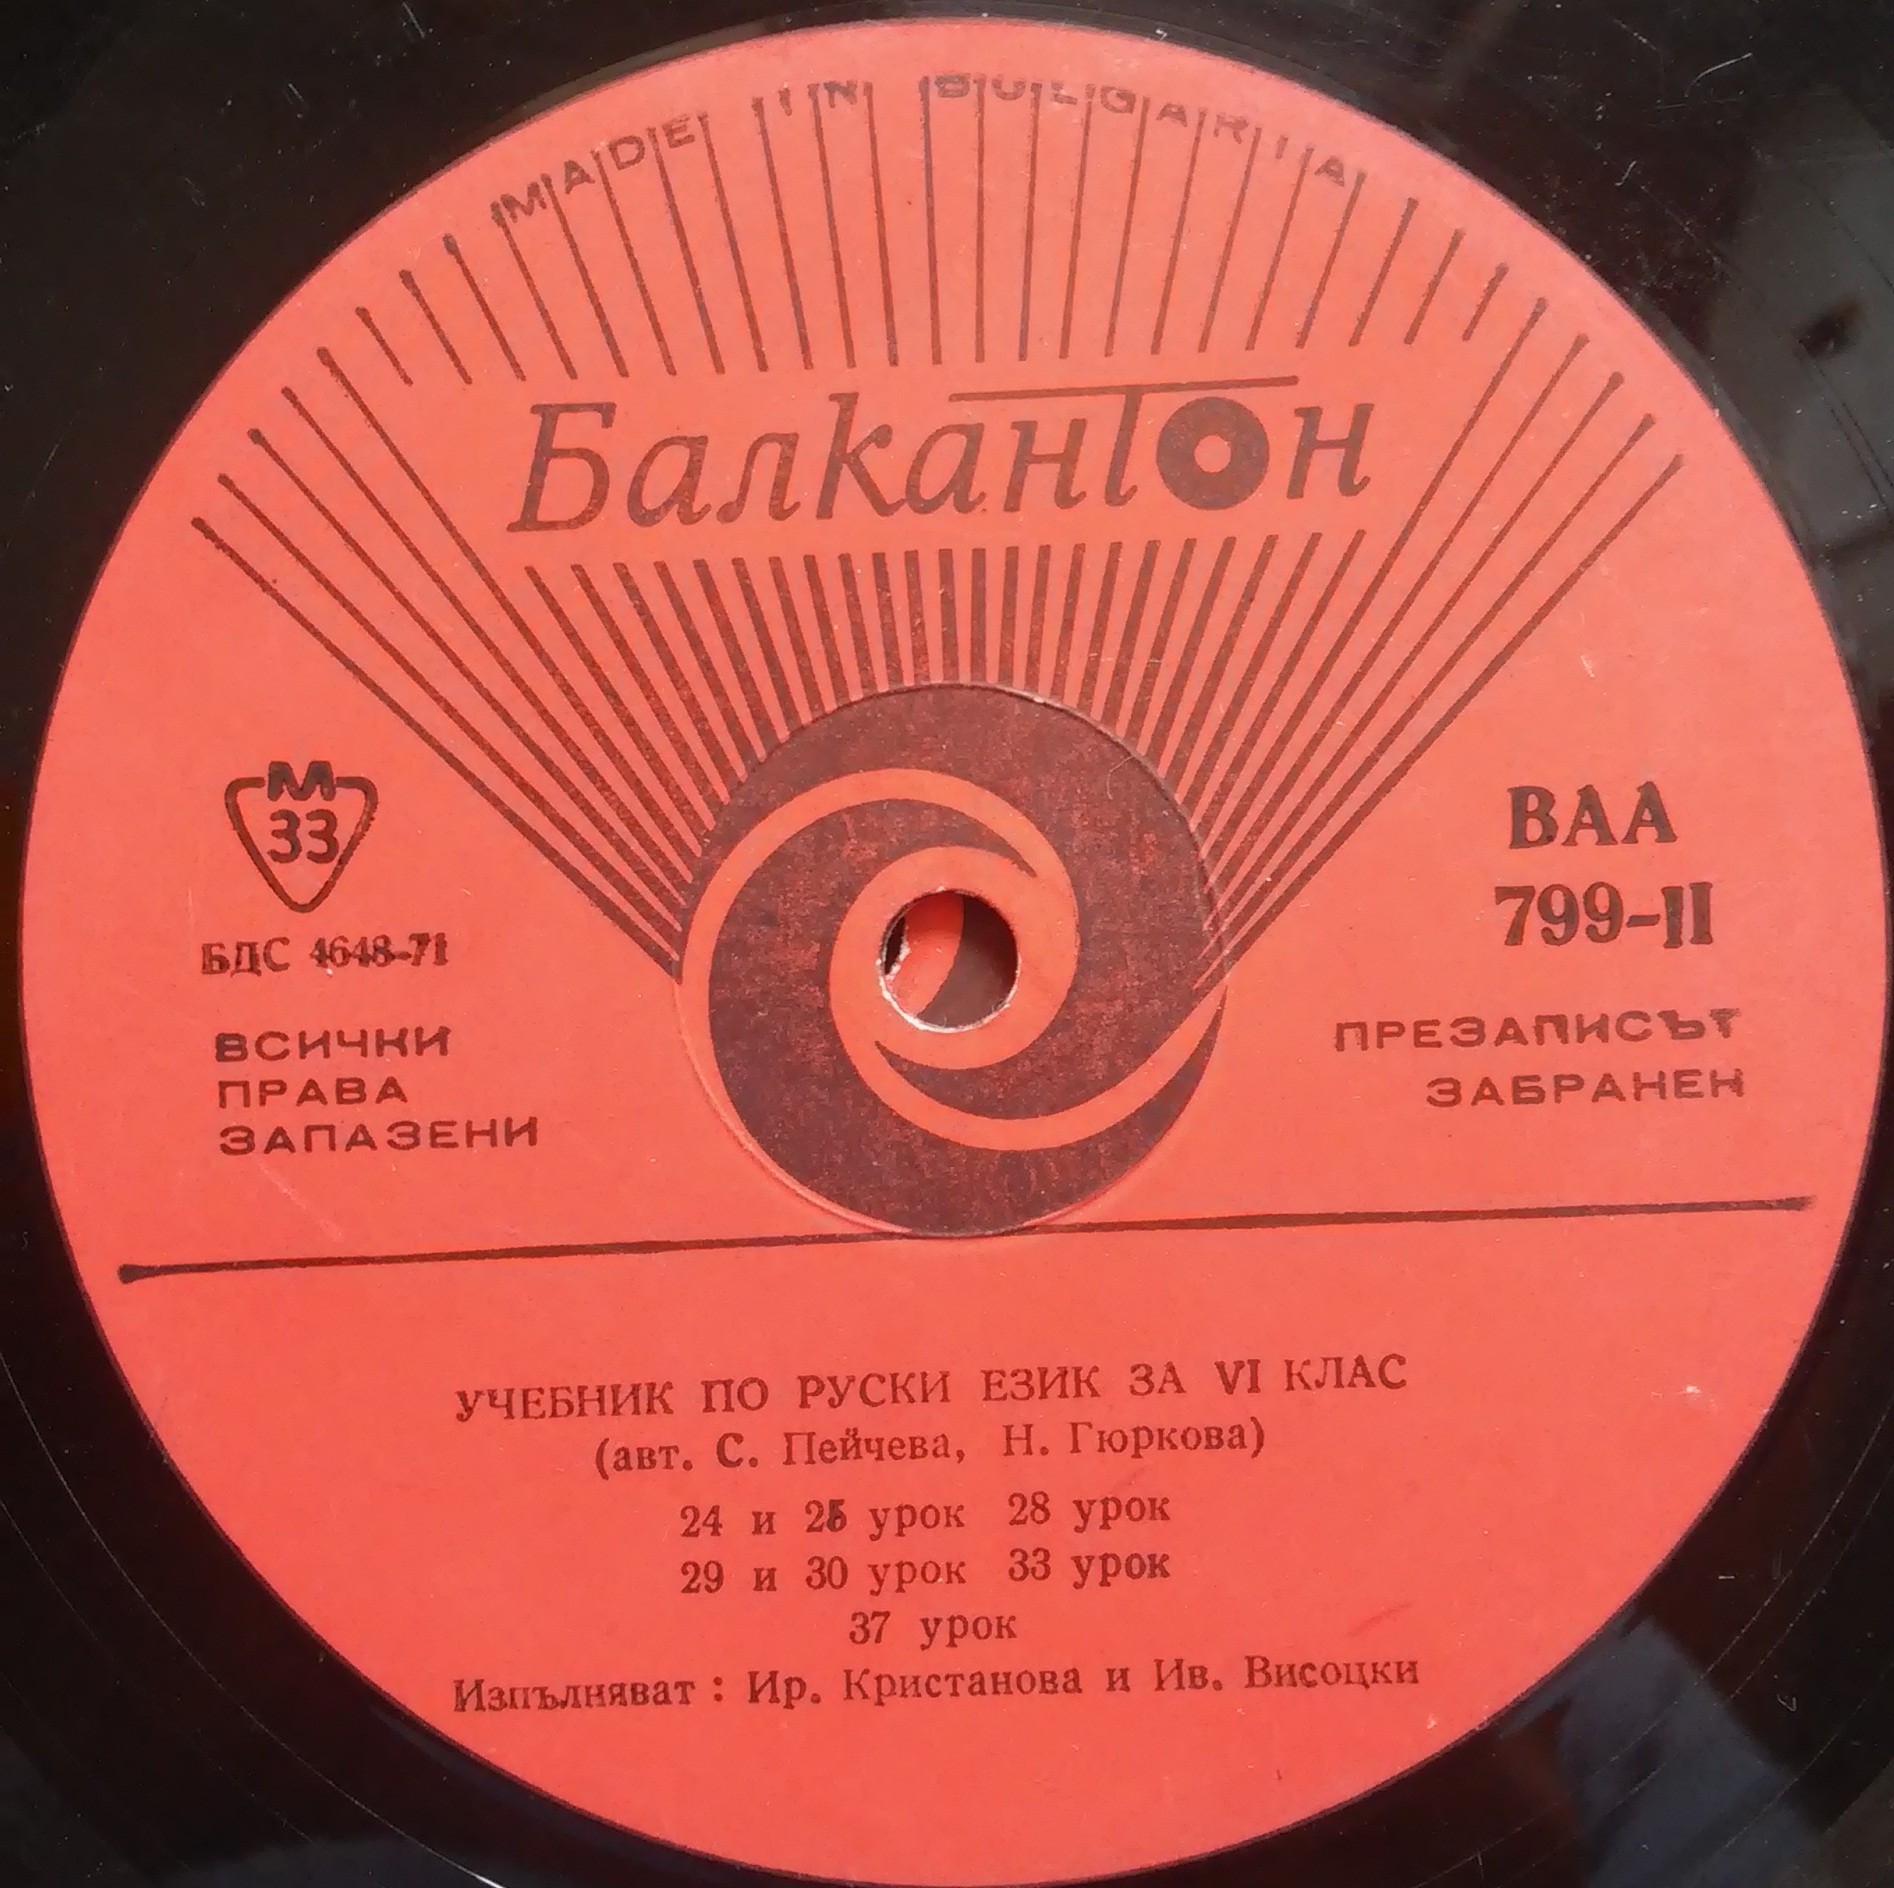 MADE IN BULGARIA
Балкантон
М
33
БДС 4648-71
ВСИЧКИ
ПРАВА
ЗАПАЗЕНИ
ВАА
799-II
ПРЕЗАПИСЪТ
ЗАБРАНЕН
УЧЕБНИК ПО РУСКИ ЕЗИК ЗА VI КЛАС
(авт. С. Пейчева, Н. Гюркова)
24 и 25 урок 28 урок
29 и 30 урок 33 урок
37 урок
Изпълняват : Ир. Кристанова и Ив. Висоцки